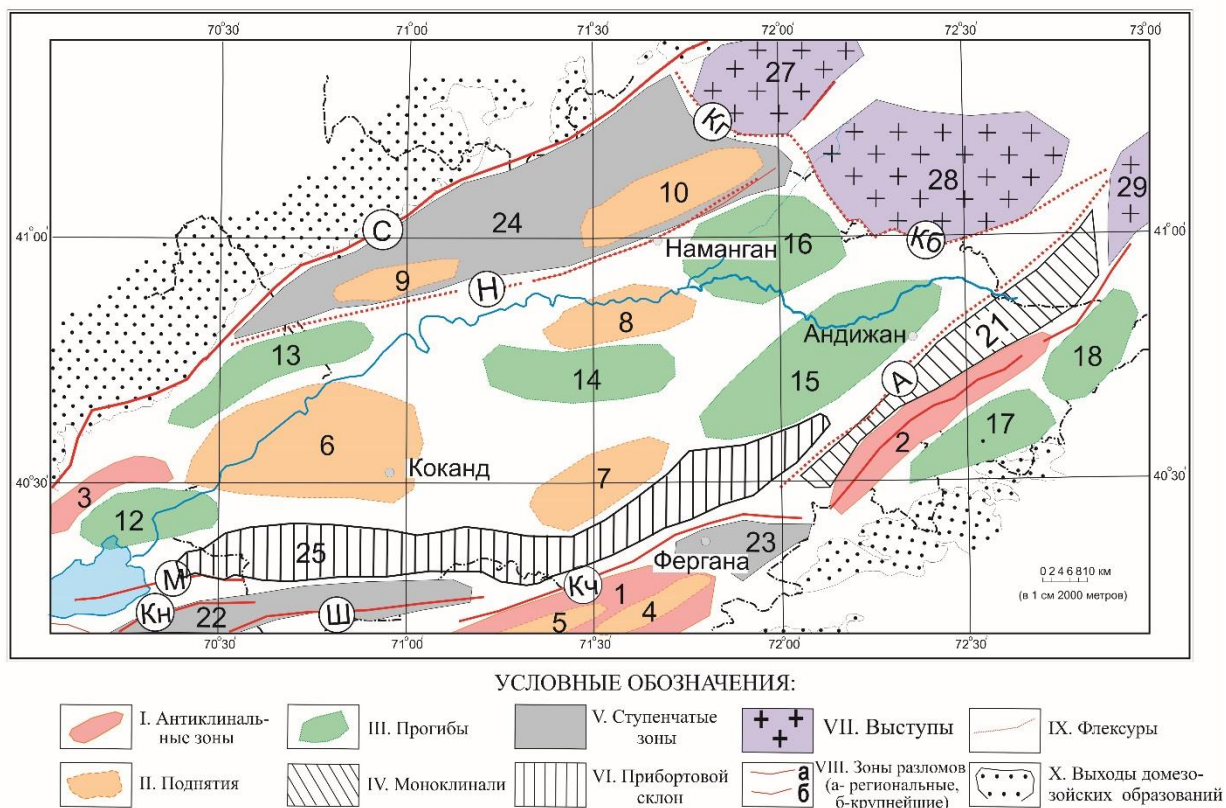 70°30'
71°00'
71°30'
72°00'
72°30'
73°00'
27
Кг
10
28
29
С
24
41°00'
41°00'
Кб
16
Наманган
9
Н
8
Андижан
21
13
14
15
А
18
6
2
17
7
Коканд
40°30'
40°30'
3
12
25
23
Фергана
0 2 4 6 8 10 км
(в 1 см 2000 метров)
М
Кч
Кн
22
Ш
1
5
4
70°30'
71°00'
71°30'
72°00'
72°30'
73°00'
УСЛОВНЫЕ ОБОЗНАЧЕНИЯ:
I. Антиклиналь-
ные зоны
III. Прогибы
V. Ступенчатые
зоны
VII. Выступы
IX. Флексуры
II. Поднятия
IV. Моноклинали
VI. Прибортовой
склон
а
б
VIII. Зоны разломов
(а- региональные,
б-крупнейшие)
X. Выходы домезо-
зойских образований